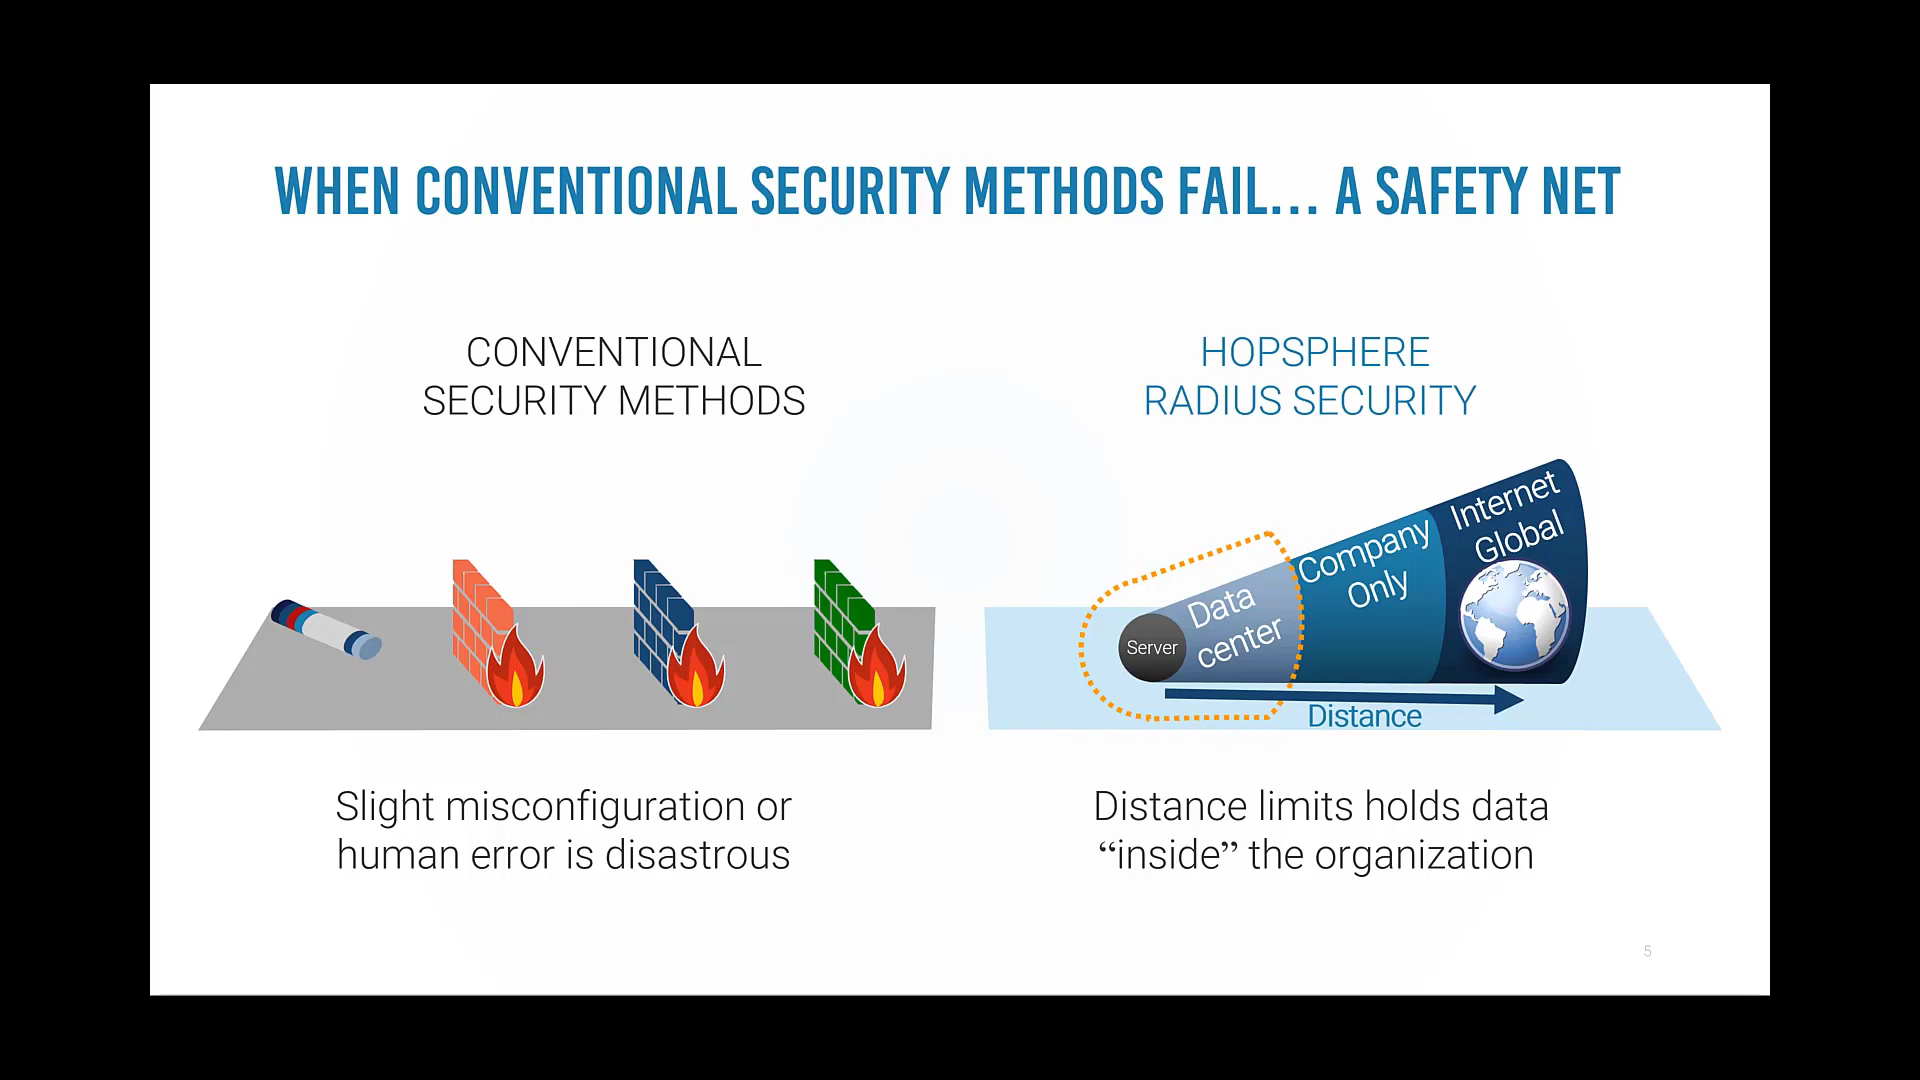 WHEN CONVENTIONAL SECURITY METHODS FAIL... A SAFETY NET
CONVENTIONAL
SECURITY METHODS
Slight misconfiguration or
human error is disastrous
HOPSPHERE
RADIUS SECURITY
Server
Data
center
Company
Only
Internet
Global
Distance
Distance limits holds data
“inside” the organization
5